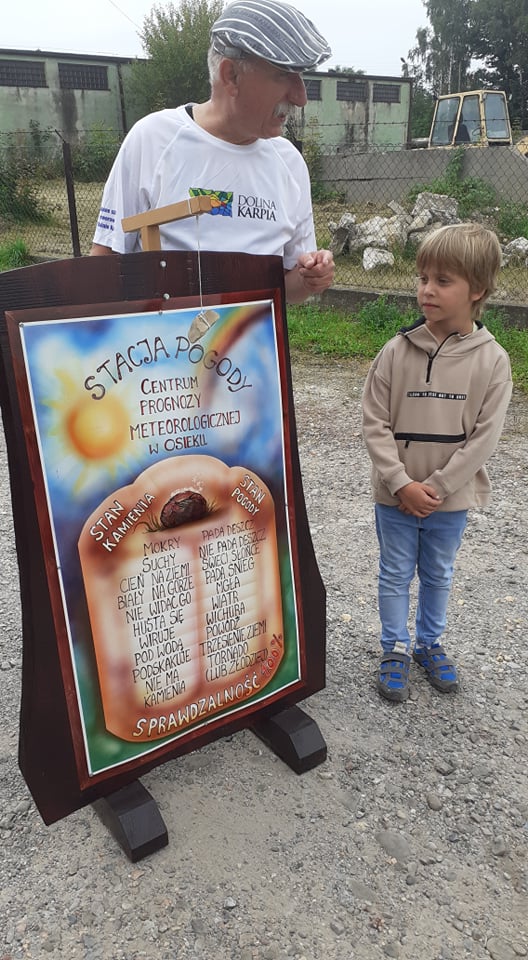 DOLINA
KARPIA
STACJA POGODY
CENTRUM
PROGNOZY
METEOROLOGICZNEJ
W OSIEKU
STAN
KAMIENIA
STAN
POGODY
MOKRY PADA DESZCZ
SUCHY NIE PADA DESZCZ
CIEŃ NA ZIEMI ŚWIECI SŁOŃCE
BIAŁY NA GÓRZE PADA ŚNIEG
NIE WIDAĆ GO MGŁA
HUŚTA SIĘ WIATR
WIRUJE WICHURA
POD WODĄ POWÓDŹ
PODSKAKUJE TRZĘSIENIE ZIEMI
NIE MA TORNADO
KAMIENIA (LUB ZŁODZIEJ)
SPRAWDZALNOŚĆ 100%